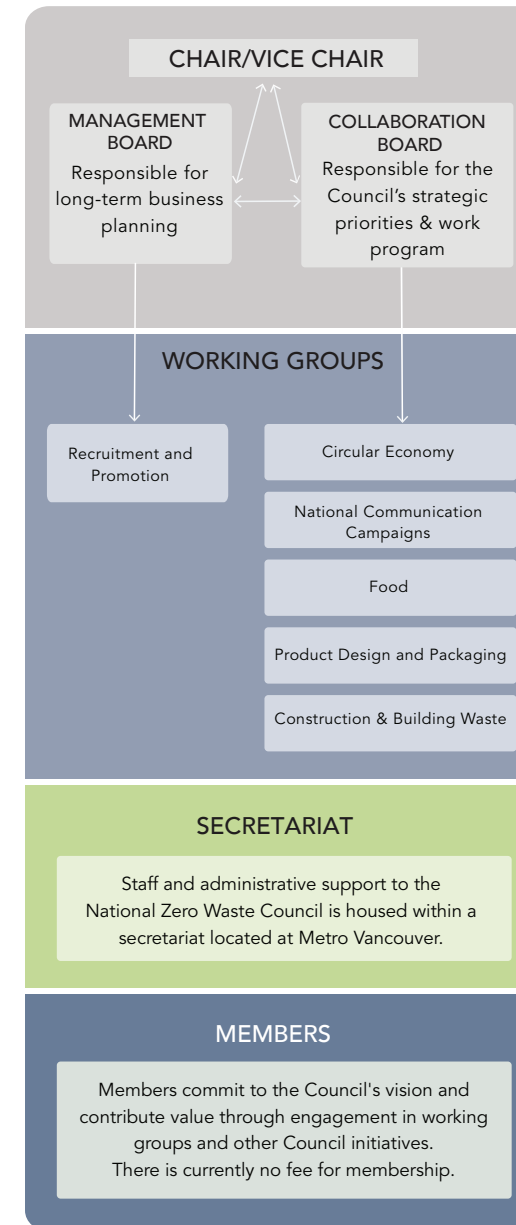 CHAIR/VICE CHAIR
MANAGEMENT
BOARD
Responsible for
long-term business
planning
COLLABORATION
BOARD
Responsible for the
Council’s strategic
priorities & work
program
WORKING GROUPS
Recruitment and
Promotion
Circular Economy
National Communication
Campaigns
Food
Product Design and Packaging
Construction & Building Waste
SECRETARIAT
Staff and administrative support to the
National Zero Waste Council is housed within a
secretariat located at Metro Vancouver.
MEMBERS
Members commit to the Council's vision and
contribute value through engagement in working
groups and other Council initiatives.
There is currently no fee for membership.